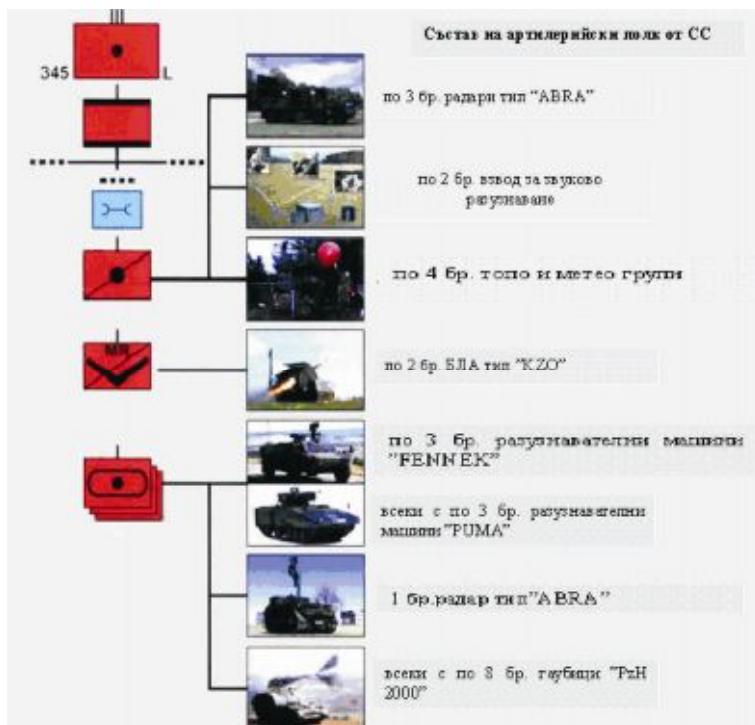 Състав на артилерийски полк от СС
345
L
по 3 бр. радари тип "ABRA"
по 2 бр. взвод за звуково
разузнаване
по 4 бр. топо и метео групи
MR
по 2 бр. БЛА тип "KZO"
по 3 бр. разузнавателни машини
"FENNEK"
всеки с по 3 бр. разузнавателни
машини "PUMA"
1 бр.радар тип"ABRA"
всеки с по 8 бр. гаубици "PzH
2000"